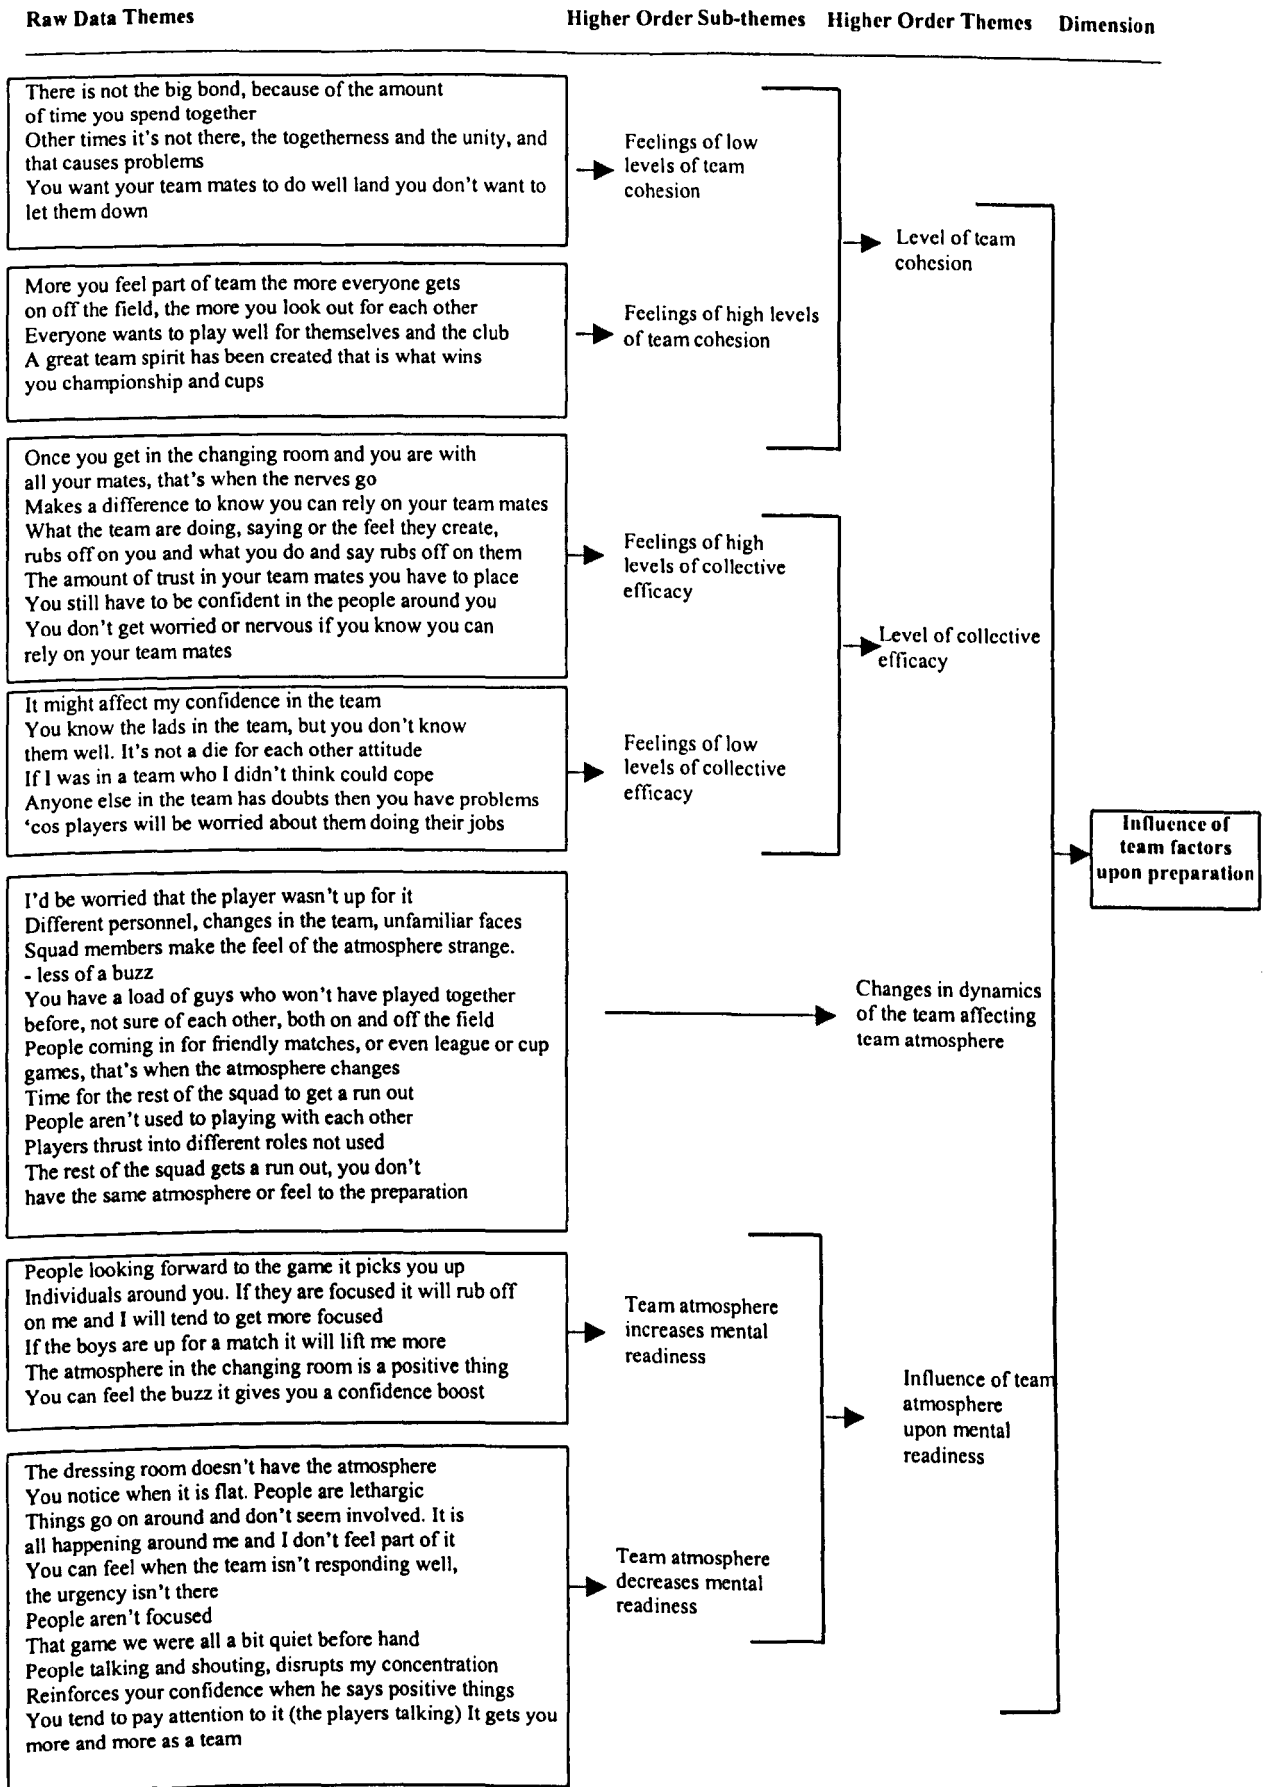 Raw Data Themes
Higher Order Sub-themes
Higher Order Themes
Dimension
There is not the big bond, because of the amount
of time you spend together
Other times it's not there, the togetherness and the unity, and
that causes problems
You want your team mates to do well land you don't want to
let them down
Feelings of low
levels of team
cohesion
More you feel part of team the more everyone gets
on off the field, the more you look out for each other
Everyone wants to play well for themselves and the club
A great team spirit has been created that is what wins
you championship and cups
Feelings of high levels
of team cohesion
Level of team
cohesion
Once you get in the changing room and you are with
all your mates, that's when the nerves go
Makes a difference to know you can rely on your team mates
What the team are doing, saying or the feel they create,
rubs off on you and what you do and say rubs off on them
The amount of trust in your team mates you have to place
You still have to be confident in the people around you
You don't get worried or nervous if you know you can
rely on your team mates
Feelings of high
levels of collective
efficacy
It might affect my confidence in the team
You know the lads in the team, but you don't know
them well. It's not a die for each other attitude
If I was in a team who I didn't think could cope
Anyone else in the team has doubts then you have problems
'cos players will be worried about them doing their jobs
Feelings of low
levels of collective
efficacy
Level of collective
efficacy
I'd be worried that the player wasn't up for it
Different personnel, changes in the team, unfamiliar faces
Squad members make the feel of the atmosphere strange.
- less of a buzz
You have a load of guys who won't have played together
before, not sure of each other, both on and off the field
People coming in for friendly matches, or even league or cup
games, that's when the atmosphere changes
Time for the rest of the squad to get a run out
People aren't used to playing with each other
Players thrust into different roles not used
The rest of the squad gets a run out, you don't
have the same atmosphere or feel to the preparation
Changes in dynamics
of the team affecting
team atmosphere
People looking forward to the game it picks you up
Individuals around you. If they are focused it will rub off
on me and I will tend to get more focused
If the boys are up for a match it will lift me more
The atmosphere in the changing room is a positive thing
You can feel the buzz it gives you a confidence boost
Team atmosphere
increases mental
readiness
The dressing room doesn't have the atmosphere
You notice when it is flat. People are lethargic
Things go on around and don't seem involved. It is
all happening around me and I don't feel part of it
You can feel when the team isn't responding well,
the urgency isn't there
People aren't focused
That game we were all a bit quiet before hand
People talking and shouting, disrupts my concentration
Reinforces your confidence when he says positive things
You tend to pay attention to it (the players talking) It gets you
more and more as a team
Team atmosphere
decreases mental
readiness
Influence of team
atmosphere
upon mental
readiness
Influence of
team factors
upon preparation